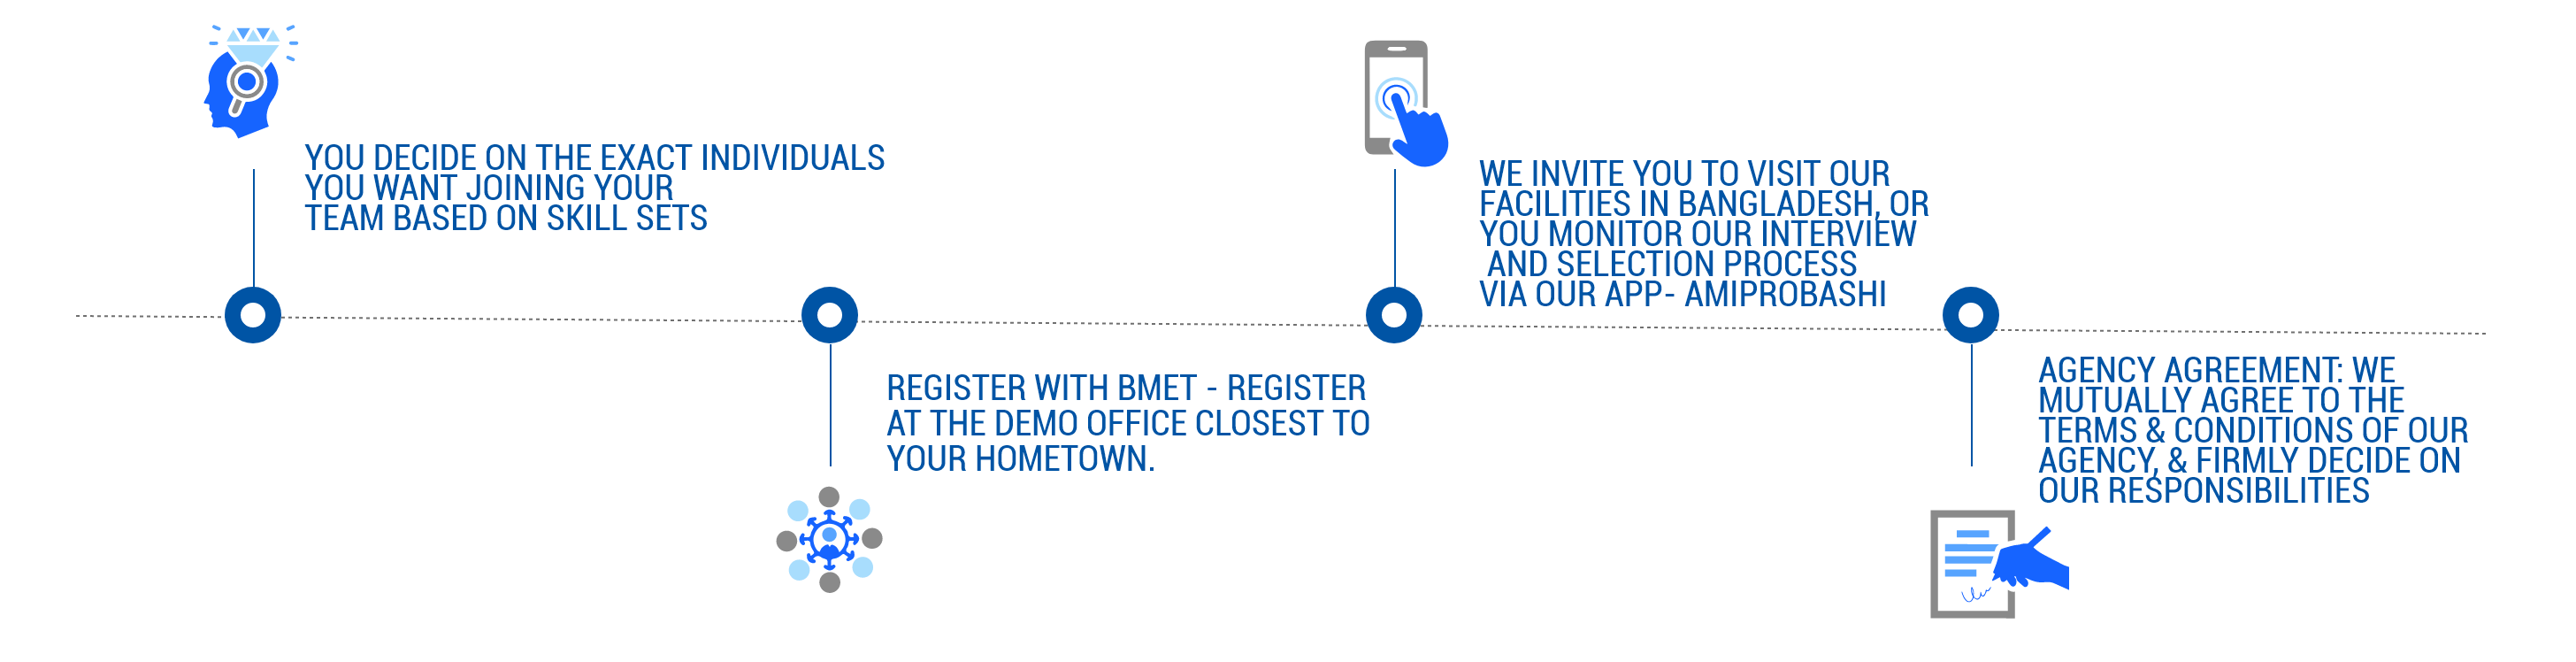 YOU DECIDE ON THE EXACT INDIVIDUALS
YOU WANT JOINING YOUR
TEAM BASED ON SKILL SETS
REGISTER WITH BMET - REGISTER
AT THE DEMO OFFICE CLOSEST TO
YOUR HOMETOWN.
WE INVITE YOU TO VISIT OUR
FACILITIES IN BANGLADESH, OR
YOU MONITOR OUR INTERVIEW
AND SELECTION PROCESS
VIA OUR APP- AMIPROBASHI
AGENCY AGREEMENT: WE
MUTUALLY AGREE TO THE
TERMS & CONDITIONS OF OUR
AGENCY, & FIRMLY DECIDE ON
OUR RESPONSIBILITIES